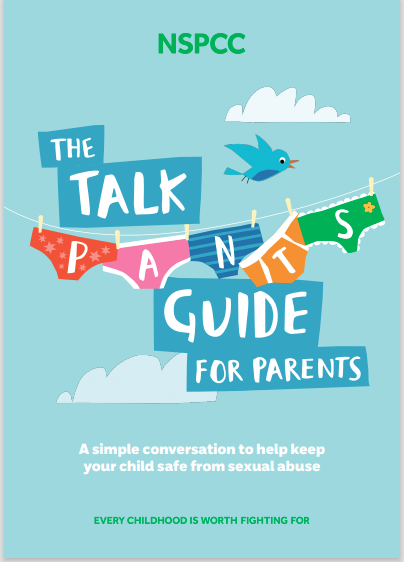 NSPCC
THE
TALK
PANTS
GUIDE
FOR PARENTS
A simple conversation to help keep
your child safe from sexual abuse
EVERY CHILDHOOD IS WORTH FIGHTING FOR